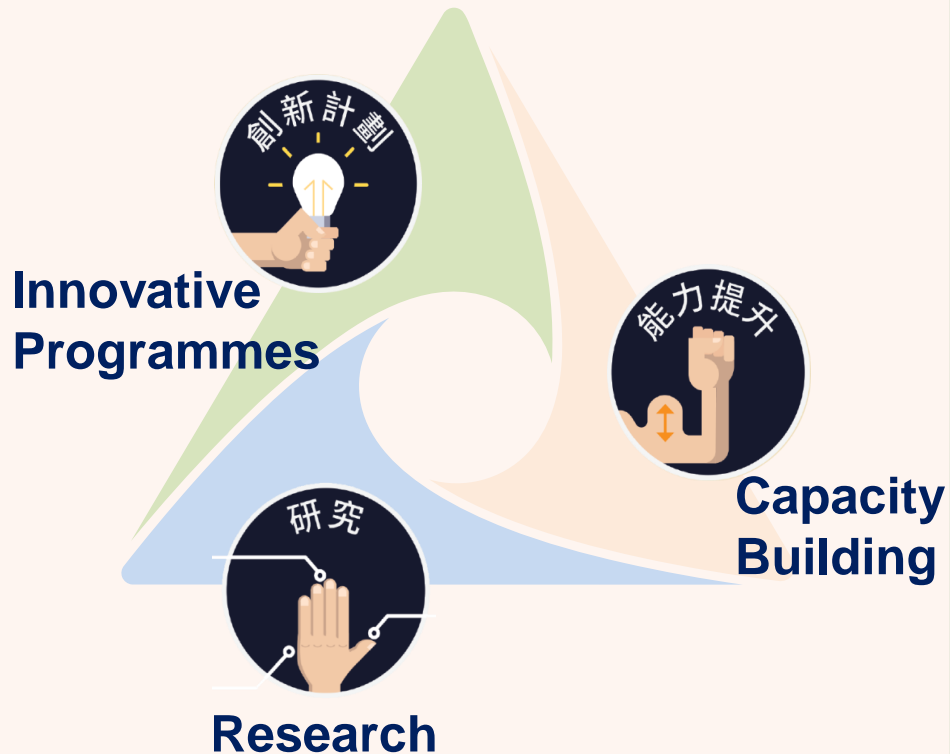 創新計劃
Innovative
Programmes
能力提升
Capacity
Building
研究
Research